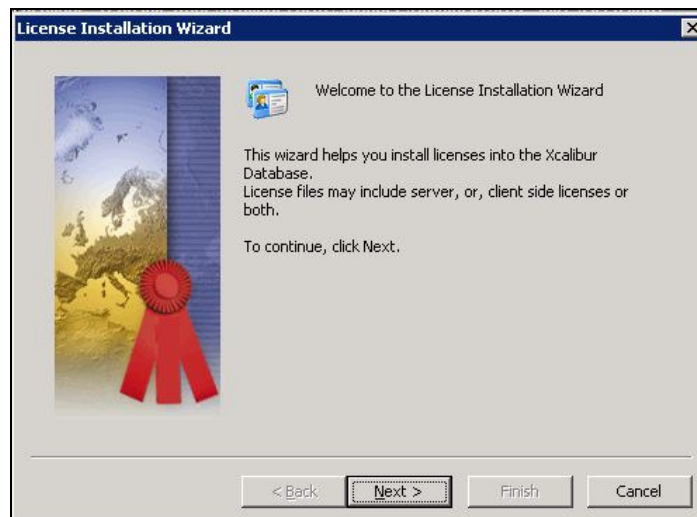 License Installation Wizard
Welcome to the License Installation Wizard
This wizard helps you install licenses into the Xcalibur
Database.
License files may include server, or, client side licenses or
both.
To continue, click Next.
< Back
Next >
Finish
Cancel